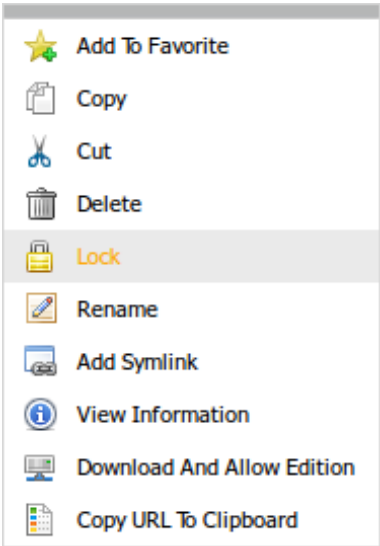 Add To Favorite
Copy
Cut
Delete
Lock
Rename
Add Symlink
View Information
Download And Allow Edition
Copy URL To Clipboard